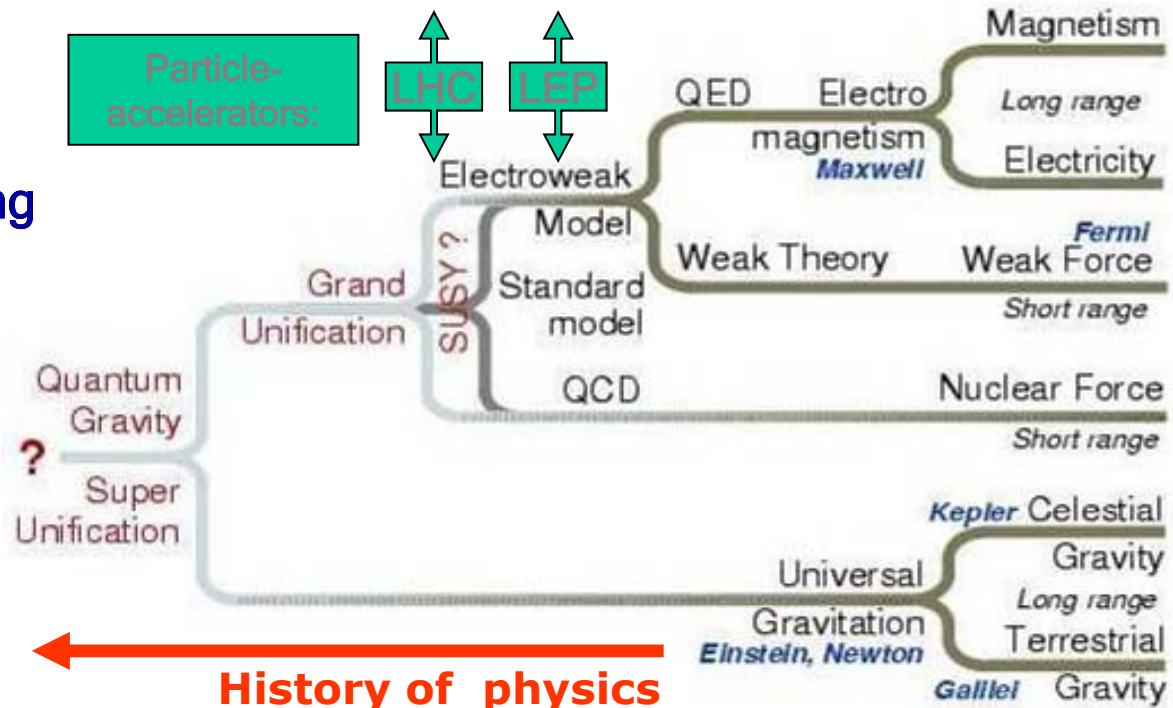 Particle-
accelerators:
LHC
LEP
ng
Magnetism
QED Electro
magnetism
Maxwell
Long range
Electricity
Electroweak
Model
Fermi
Weak Theory Weak Force
Short range
Grand
Unification
SUSY ?
Standard
model
QCD Nuclear Force
Short range
Quantum
Gravity
?
Super
Unification
Kepler Celestial
Gravity
Universal
Gravitation
Einstein, Newton
Long range
Terrestrial
Galilei Gravity
History of physics